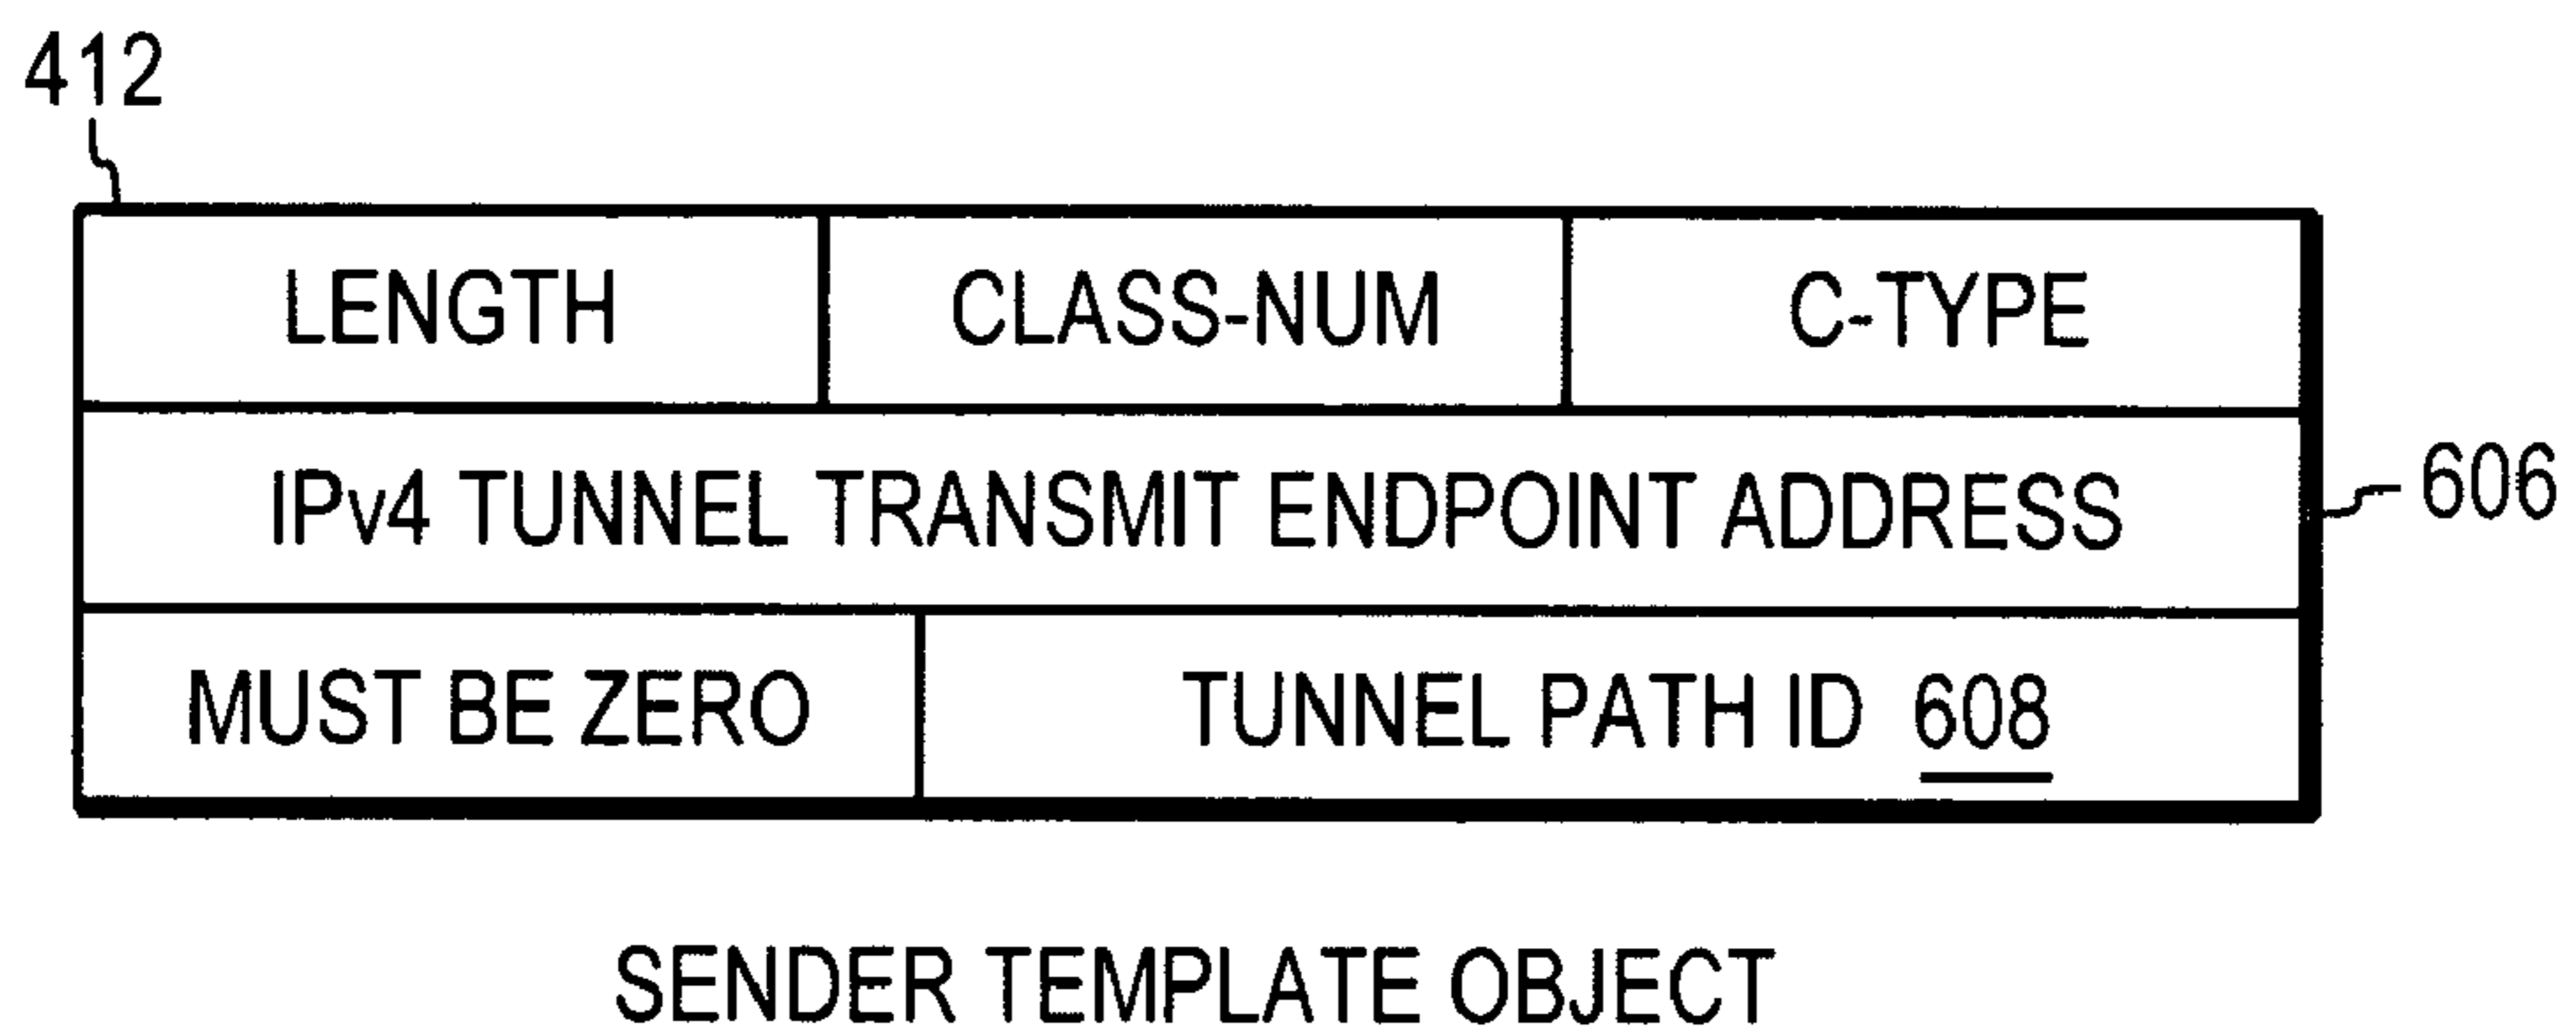 412
LENGTH CLASS-NUM C-TYPE
IPv4 TUNNEL TRANSMIT ENDPOINT ADDRESS 606
MUST BE ZERO TUNNEL PATH ID 608
SENDER TEMPLATE OBJECT